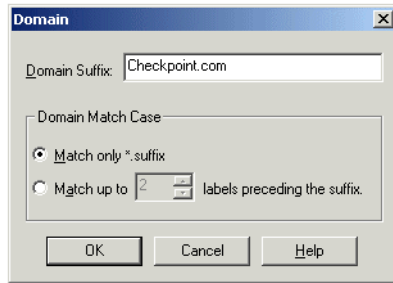 Domain
Domain Suffix: Checkpoint.com
Domain Match Case
Match only *.suffix
Match up to 2 labels preceding the suffix.
OK Cancel Help